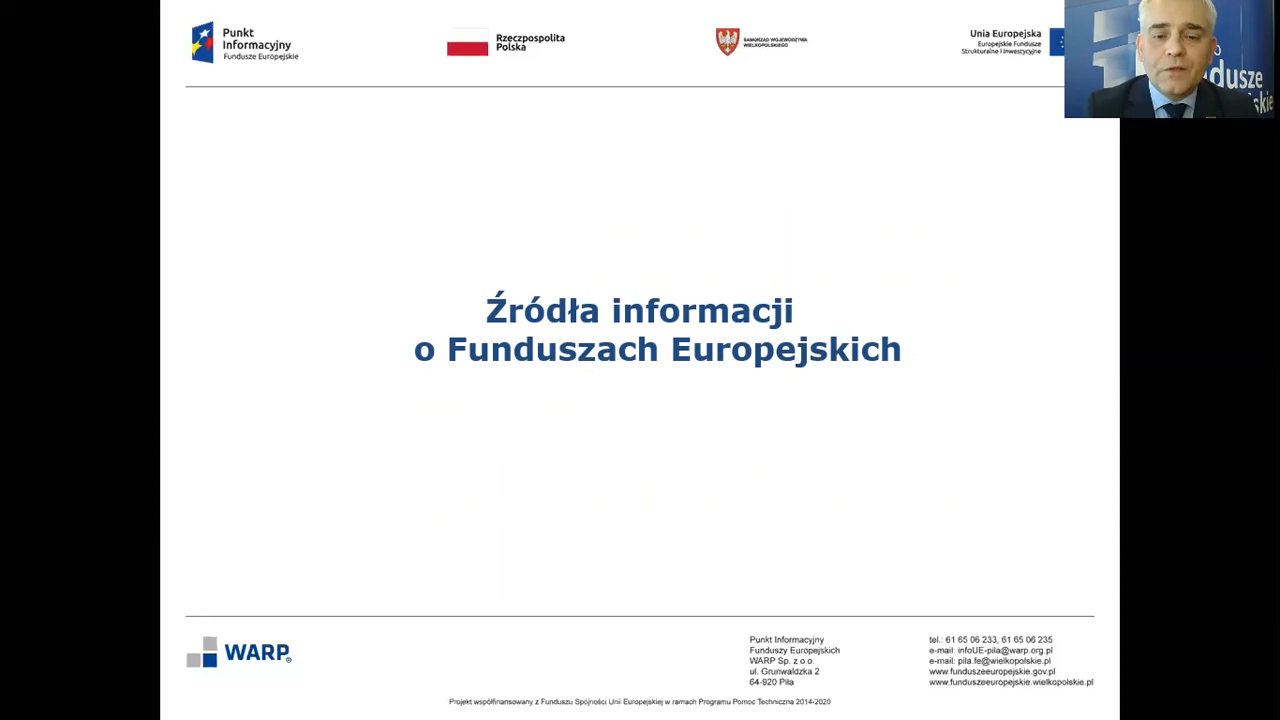 Punkt
Informacyjny
Fundusze Europejskie
Rzeczpospolita
Polska
SAMORZĄD WOJEWÓDZTWA
WIELKOPOLSKIEGO
Unia Europejska
Europejskie Fundusze
Strukturalne i Inwestycyjne
Źródła informacji
o Funduszach Europejskich
WARP
Punkt Informacyjny
Funduszy Europejskich
WARP Sp. z o.o.
ul. Grunwaldzka 2
64-920 Piła
tel.: 61 65 06 233, 61 65 06 235
e-mail: infoUE-pila@warp.org.pl
e-mail: pila.fe@wielkopolskie.pl
www.funduszeeuropejskie.gov.pl
www.funduszeeuropejskie.wielkopolskie.pl
Projekt współfinansowany z Funduszu Spójności Unii Europejskiej w ramach Programu Pomoc Techniczna 2014-2020